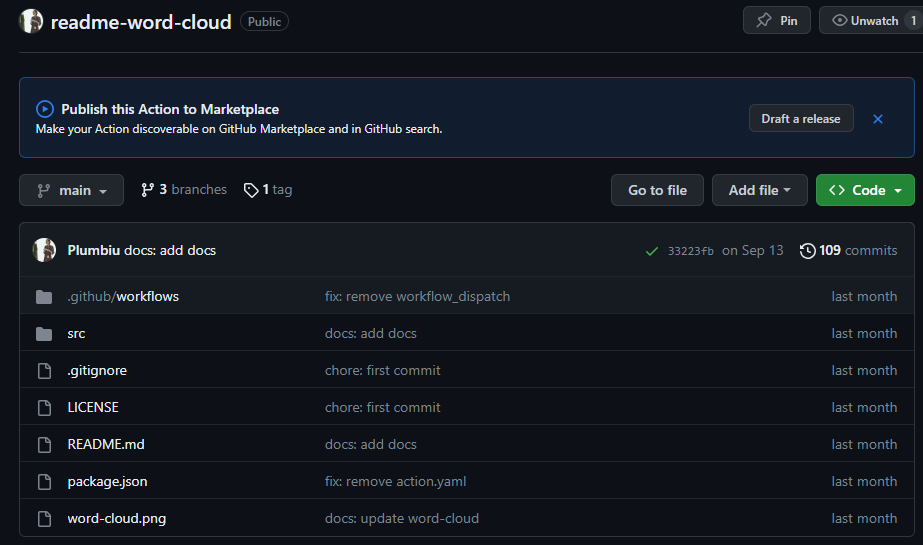 readme-word-cloud Public Pin Unwatch 1
Publish this Action to Marketplace
Make your Action discoverable on GitHub Marketplace and in GitHub search.
Draft a release
main 3 branches 1 tag Go to file Add file Code
Plumbiu docs: add docs 33223fb on Sep 13 109 commits
.github/workflows fix: remove workflow_dispatch last month
src docs: add docs last month
.gitignore chore: first commit last month
LICENSE chore: first commit last month
README.md docs: add docs last month
package.json fix: remove action.yaml last month
word-cloud.png docs: update word-cloud last month